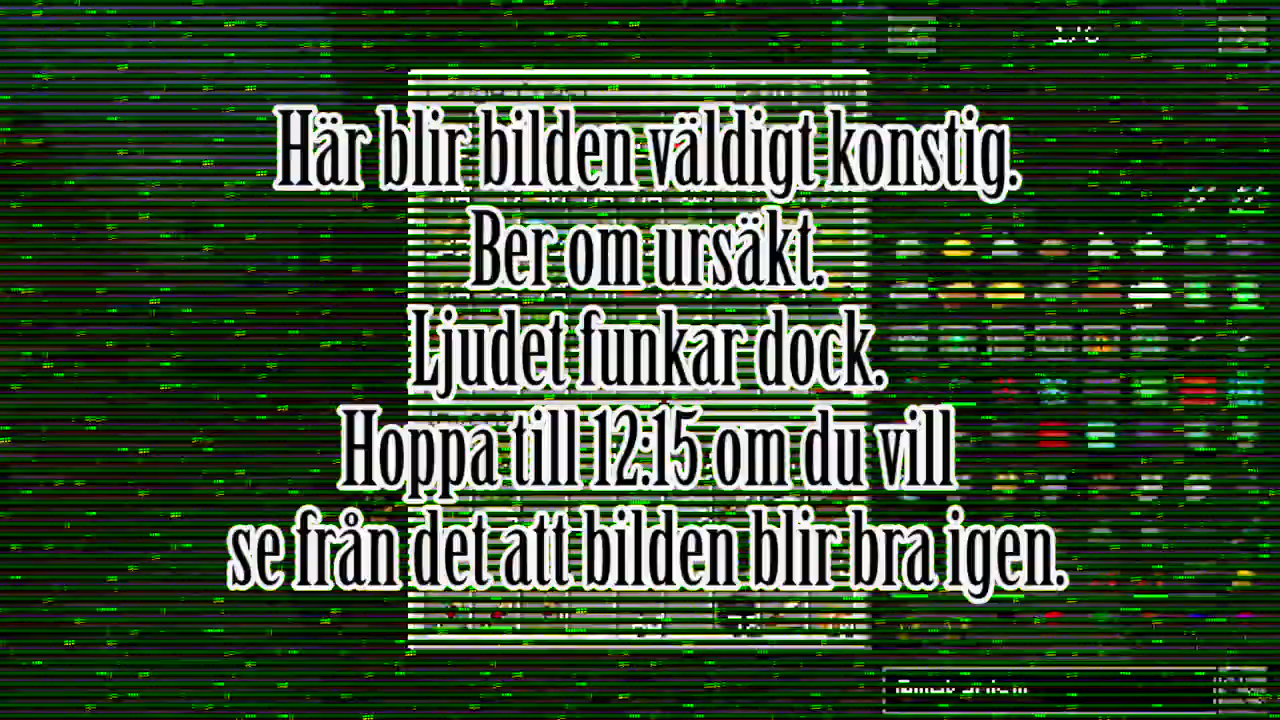 Här blir bilden väldigt konstig.
Ber om ursäkt.
Ljudet funkar dock.
Hoppa till 12:15 om du vill
se från det att bilden blir bra igen.